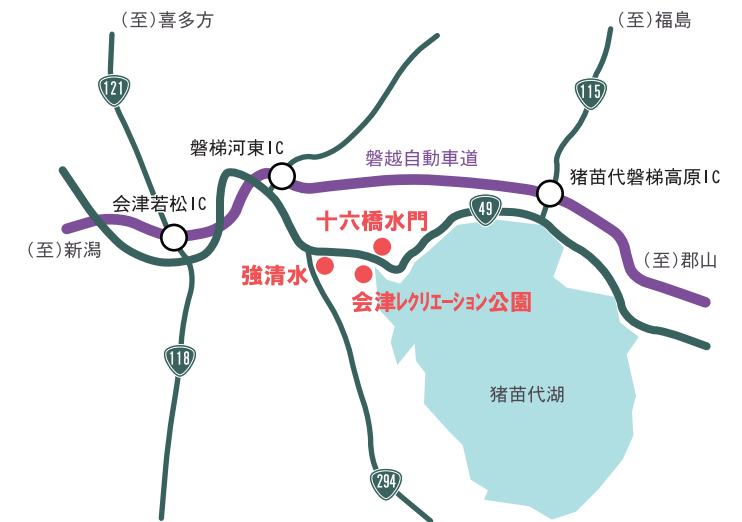 (至)喜多方
(至)福島
121
115
磐梯河東IC
磐越自動車道
猪苗代磐梯高原IC
会津若松IC
49
十六橋水門
(至)新潟
(至)郡山
強清水
会津レクリエーション公園
118
猪苗代湖
294